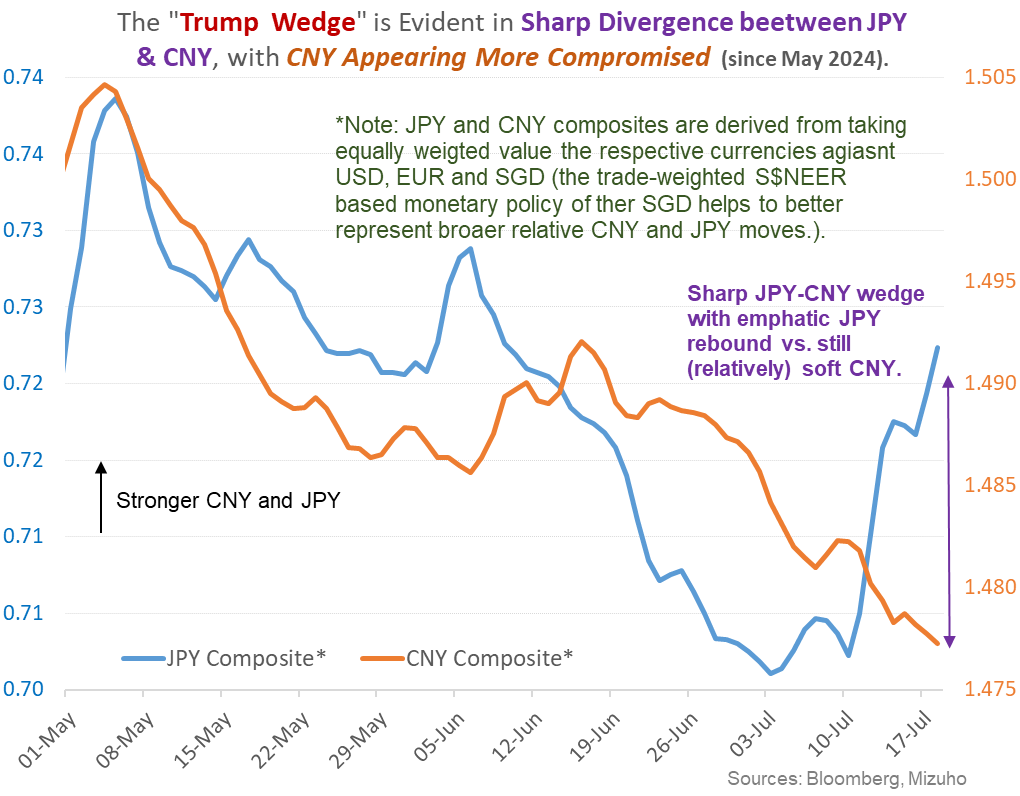 The "Trump Wedge" is Evident in Sharp Divergence beetween JPY
& CNY, with CNY Appearing More Compromised (since May 2024).
0.74
0.74
0.73
0.73
0.72
0.72
0.71
0.71
0.70
1.505
1.500
1.495
1.490
1.485
1.480
1.475
*Note: JPY and CNY composites are derived from taking
equally weigted value the respective currencies agiasnt
USD, EUR and SGD (the trade-weighted S$NEER
based monetary policy of ther SGD helps to better
represent broaer relative CNY and JPY moves.).
Sharp JPY-CNY wedge
with emphatic JPY
rebound vs. still
(relatively) soft CNY.
Stronger CNY and JPY
JPY Composite*
CNY Composite*
01-May
08-May
15-May
22-May
29-May
05-Jun
12-Jun
19-Jun
26-Jun
03-Jul
10-Jul
17-Jul
Sources: Bloomberg, Mizuho